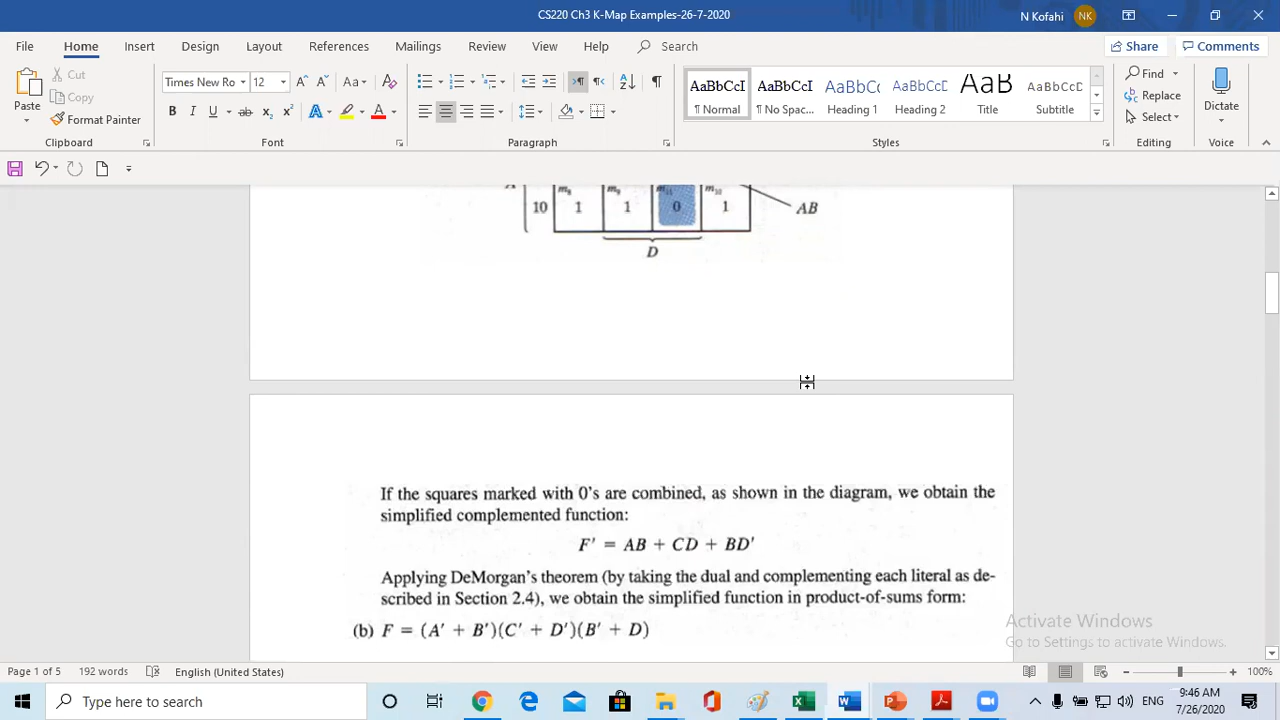 CS220 Ch3 K-Map Examples-26-7-2020
N Kofahi NK
File Home Insert Design Layout References Mailings Review View Help Search Share Comments
Paste
Cut
Copy
Format Painter
Clipboard
Times New Ro 12
Font
Paragraph
AaBbCcI ¶ Normal
AaBbCcI ¶ No Spac...
AaBbCc Heading 1
AaBbCcC Heading 2
AaB Title
AaBbCcD Subtitle
Styles
Find
Replace
Select
Editing
Dictate
Voice
10 1 1 0 1 AB
D
If the squares marked with 0's are combined, as shown in the diagram, we obtain the
simplified complemented function:
F' = AB + CD + BD'
Applying DeMorgan's theorem (by taking the dual and complementing each literal as de-
scribed in Section 2.4), we obtain the simplified function in product-of-sums form:
(b) F = (A' + B')(C' + D')(B' + D)
Activate Windows
Go to Settings to activate Windows.
Page 1 of 5 192 words English (United States) 100%
Type here to search
ENG
9:46 AM
7/26/2020